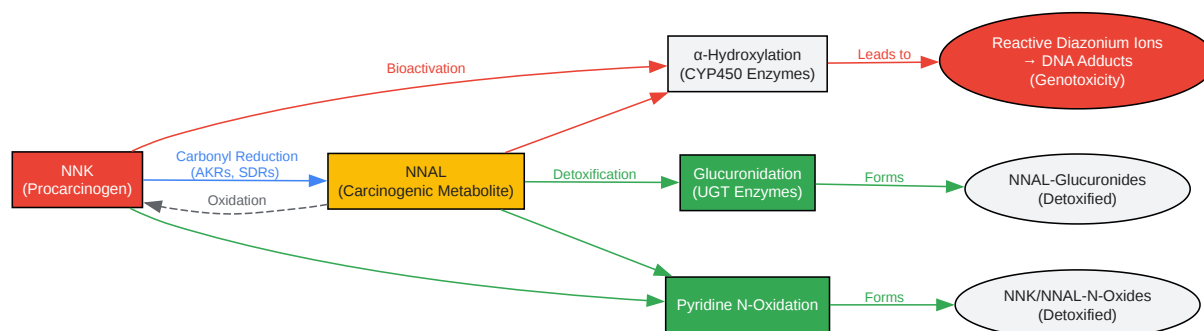 α-Hydroxylation
(CYP450 Enzymes)
Leads to
Reactive Diazonium Ions
→ DNA Adducts
(Genotoxicity)
Bioactivation
NNK
(Procarcinogen)
Carbonyl Reduction
(AKRs, SDRs)
Oxidation
NNAL
(Carcinogenic Metabolite)
Detoxification
Glucuronidation
(UGT Enzymes)
Forms
NNAL-Glucuronides
(Detoxified)
Pyridine N-Oxidation
Forms
NNK/NNAL-N-Oxides
(Detoxified)